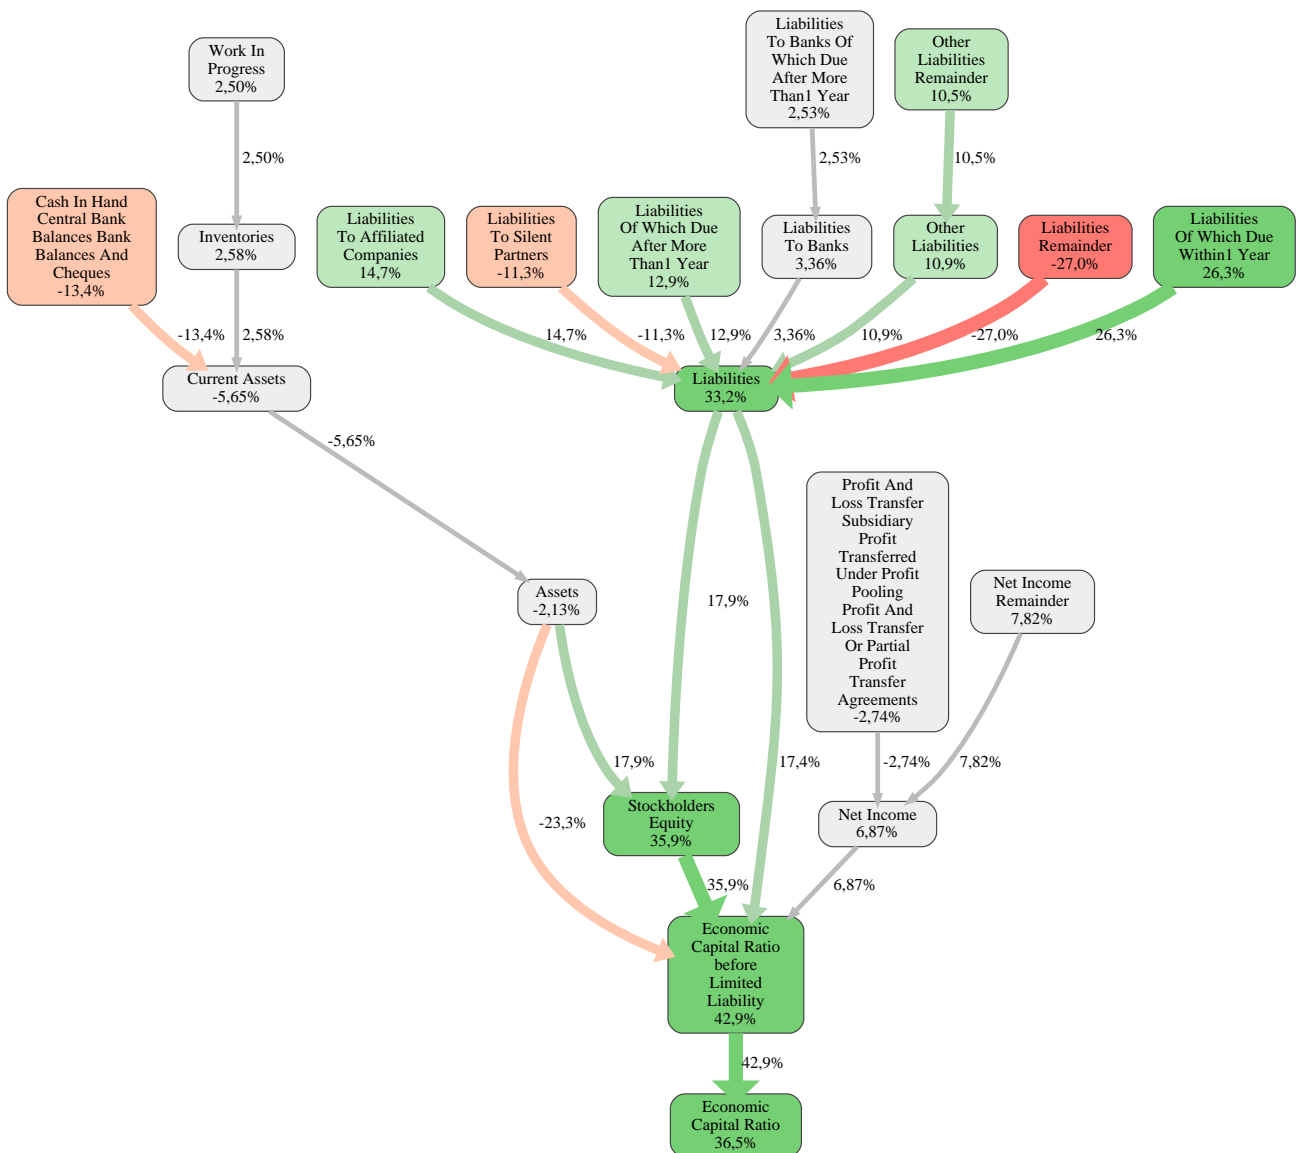 Work In
Progress
2,50%
Liabilities
To Banks Of
Which Due
After More
Than1 Year
2,53%
Other
Liabilities
Remainder
10,5%
2,50%
2,53%
10,5%
Cash In Hand
Central Bank
Balances Bank
Balances And
Cheques
-13,4%
Inventories
2,58%
Liabilities
To Affiliated
Companies
14,7%
Liabilities
To Silent
Partners
-11,3%
Liabilities
Of Which Due
After More
Than1 Year
12,9%
Liabilities
To Banks
3,36%
Other
Liabilities
10,9%
Liabilities
Remainder
-27,0%
Liabilities
Of Which Due
Within1 Year
26,3%
-13,4%
2,58%
14,7%
-11,3%
12,9%
3,36%
10,9%
-27,0%
26,3%
Current Assets
-5,65%
Liabilities
33,2%
-5,65%
Profit And
Loss Transfer
Subsidiary
Profit
Transferred
Under Profit
Pooling
Profit And
Loss Transfer
Or Partial
Profit
Transfer
Agreements
-2,74%
Net Income
Remainder
7,82%
Assets
-2,13%
17,9%
17,9%
17,4%
-2,74%
7,82%
-23,3%
Stockholders
Equity
35,9%
Net Income
6,87%
35,9%
6,87%
Economic
Capital Ratio
before
Limited
Liability
42,9%
42,9%
Economic
Capital Ratio
36,5%